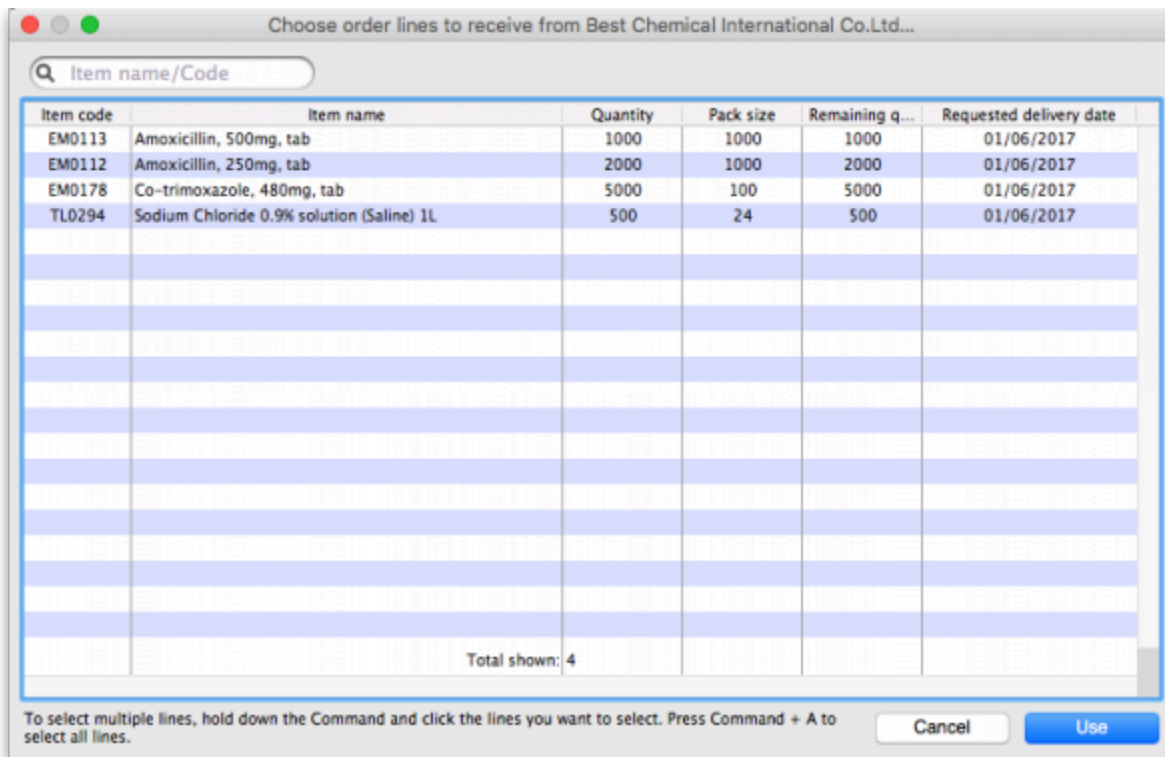 Choose order lines to receive from Best Chemical International Co.Ltd...
Item name/Code
Item code Item name Quantity Pack size Remaining q... Requested delivery date
EM0113 Amoxicillin, 500mg, tab 1000 1000 1000 01/06/2017
EM0112 Amoxicillin, 250mg, tab 2000 1000 2000 01/06/2017
EM0178 Co-trimoxazole, 480mg, tab 5000 100 5000 01/06/2017
TL0294 Sodium Chloride 0.9% solution (Saline) 1L 500 24 500 01/06/2017
Total shown: 4
To select multiple lines, hold down the Command and click the lines you want to select. Press Command + A to
select all lines.
Cancel Use